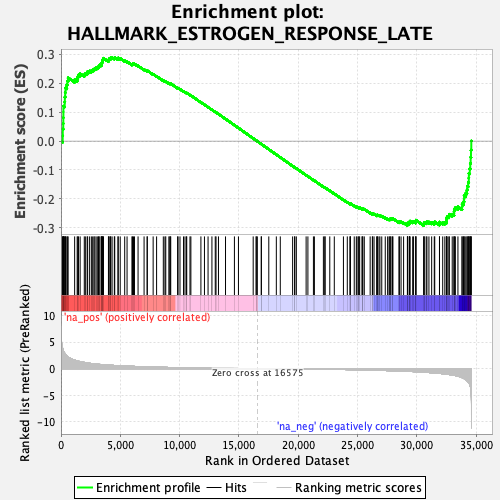 Enrichment plot:
HALLMARK_ESTROGEN_RESPONSE_LATE
Enrichment score (ES)
0.3
0.2
0.1
0.0
-0.1
-0.2
-0.3
'na_pos' (positively correlated)
Ranked list metric (PreRanked)
10
5
0
-5
-10
Zero cross at 16575
'na_neg' (negatively correlated)
0
5,000
10,000
15,000
20,000
25,000
30,000
35,000
Rank in Ordered Dataset
Enrichment profile
Hits
Ranking metric scores